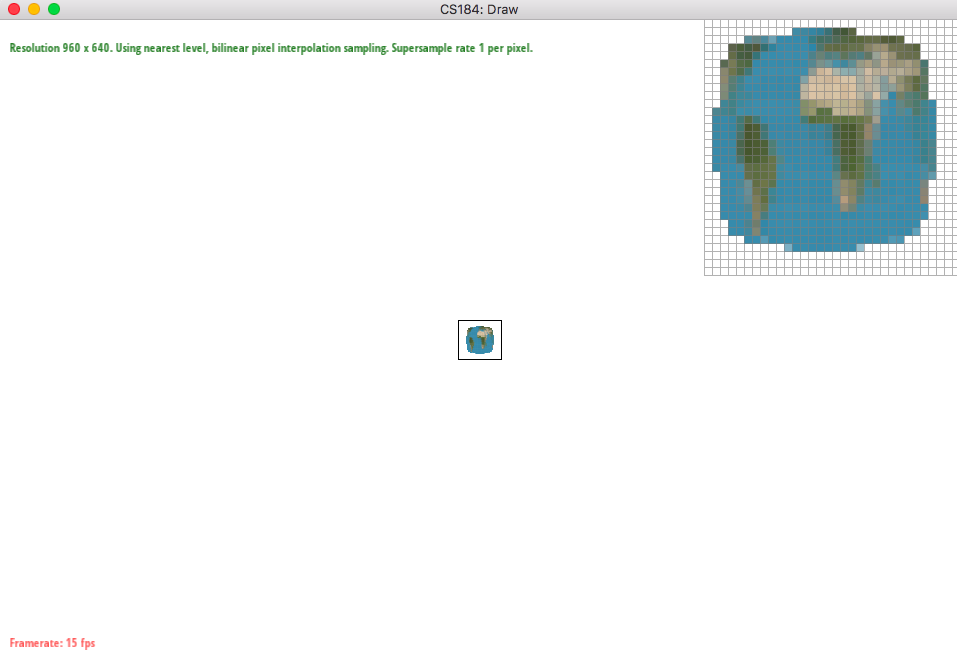 CS184: Draw
Resolution 960 x 640. Using nearest level, bilinear pixel interpolation sampling. Supersample rate 1 per pixel.
Framerate: 15 fps